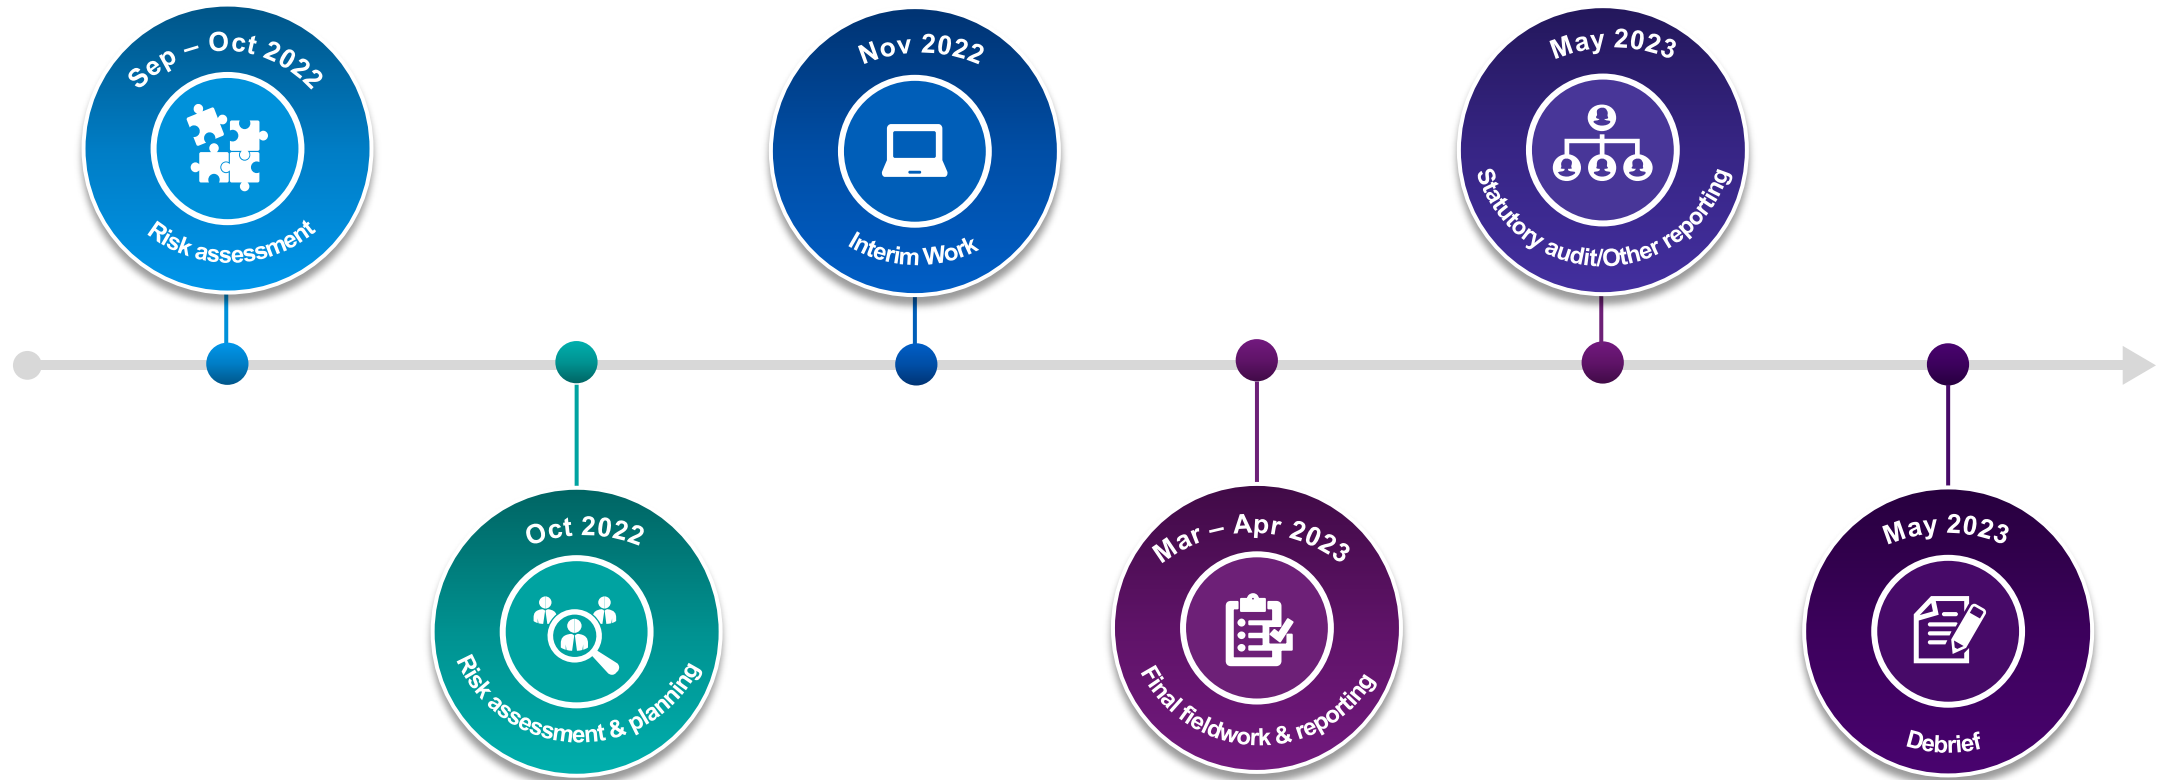 Sep – Oct 2022
Risk assessment
Oct 2022
Risk assessment & planning
Nov 2022
Interim Work
Mar – Apr 2023
Final fieldwork & reporting
May 2023
Statutory audit/Other reporting
May 2023
Debrief